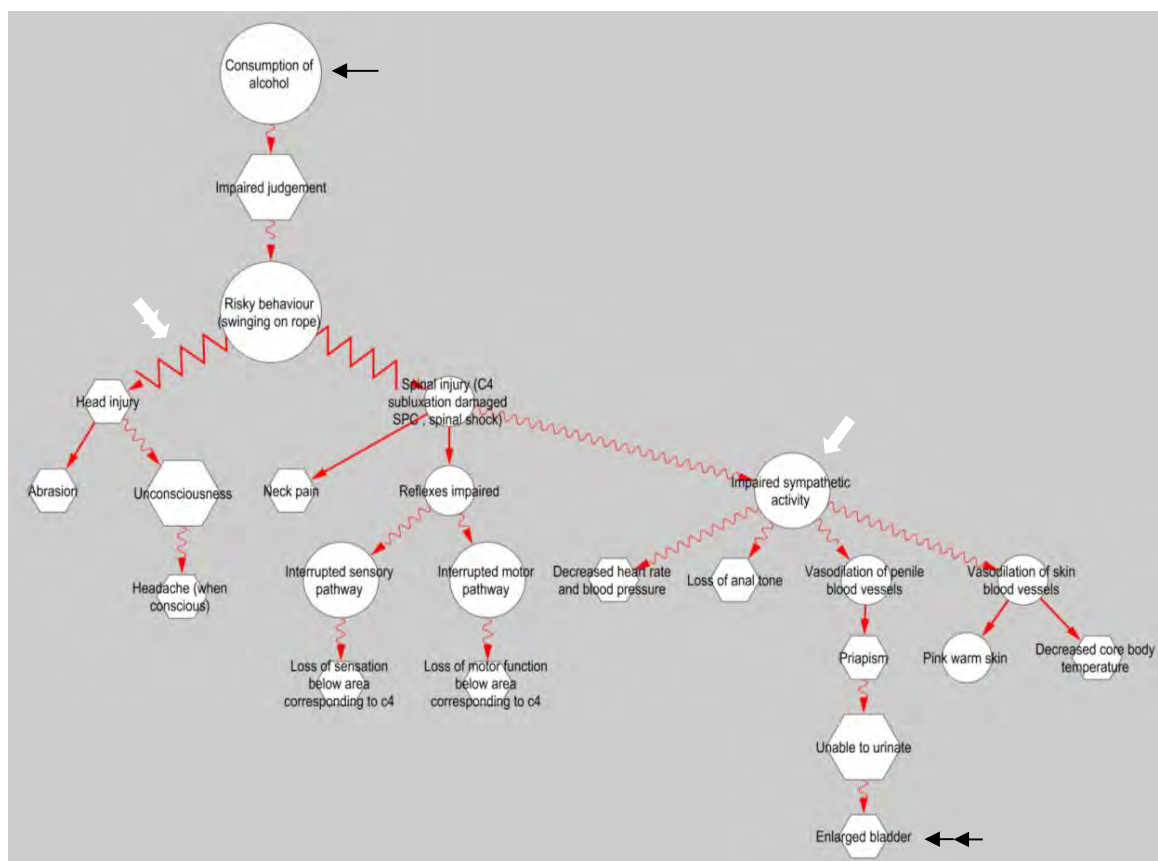 Consumption of
alcohol
Impaired judgement
Risky behaviour
(swinging on rope)
Head injury
Spinal injury (C4
subluxation damaged
SPC , spinal shock)
Abrasion
Unconsciousness
Neck pain
Reflexes impaired
Impaired sympathetic
activity
Headache (when
conscious)
Interrupted sensory
pathway
Interrupted motor
pathway
Decreased heart rate
and blood pressure
Loss of anal tone
Vasodilation of penile
blood vessels
Vasodilation of skin
blood vessels
Loss of sensation
below area
corresponding to c4
Loss of motor function
below area
corresponding to c4
Priapism
Pink warm skin
Decreased core body
temperature
Unable to urinate
Enlarged bladder